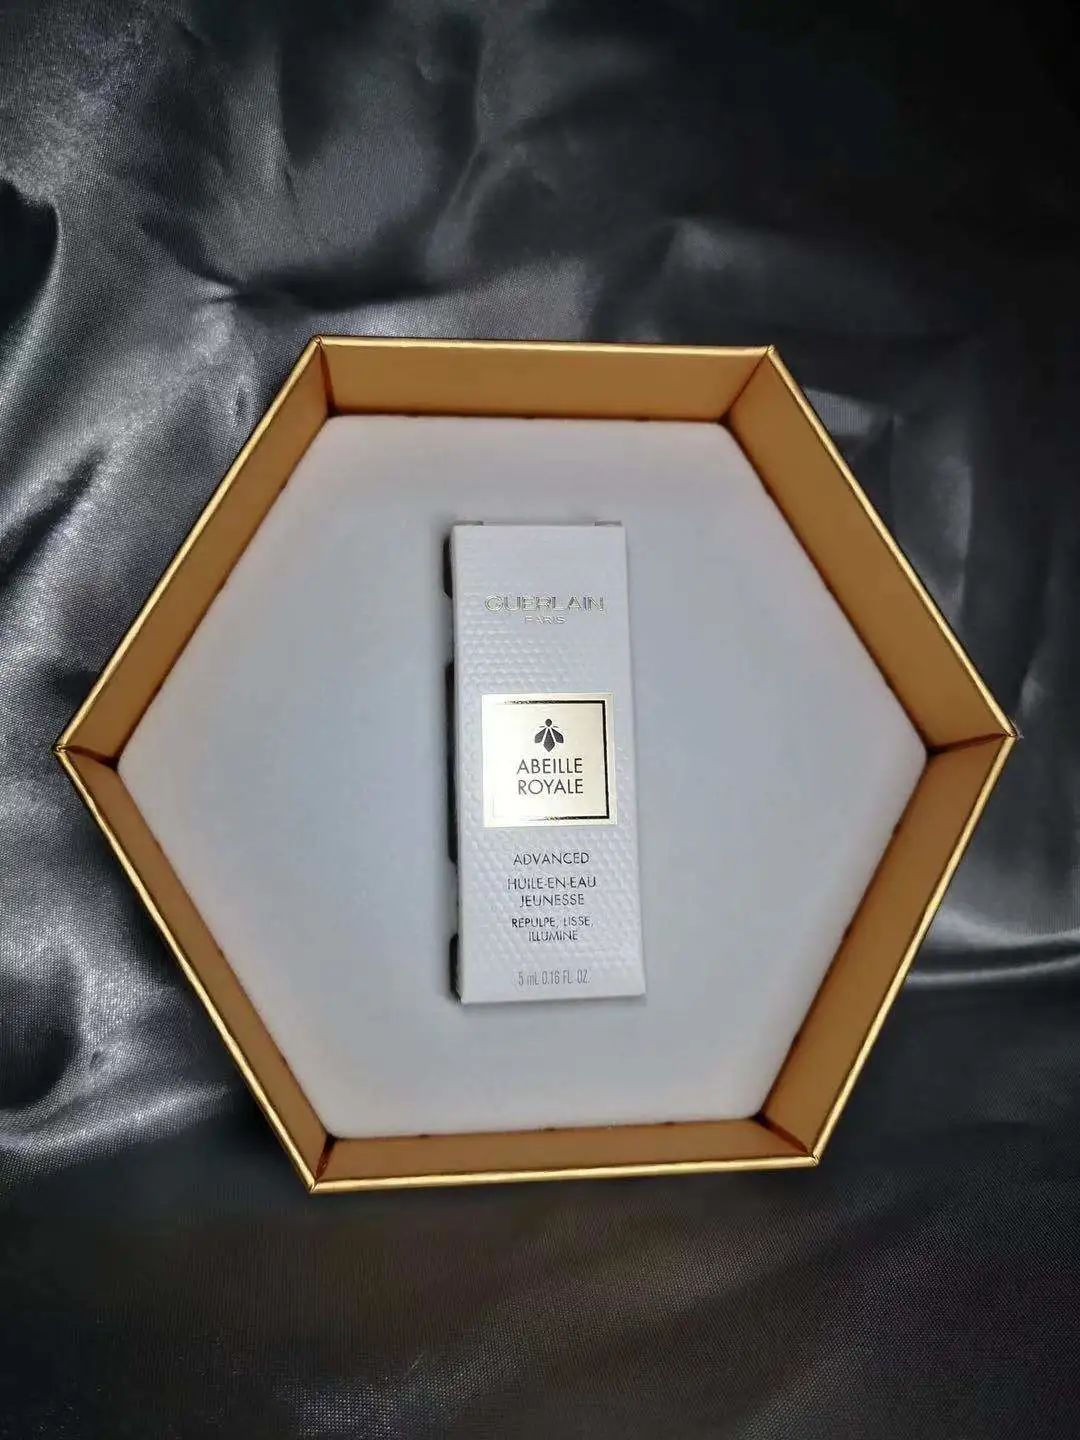 GUERLAIN
PARIS
ABEILLE
ROYALE
ADVANCED
HUILE-EN-EAU
JEUNESSE
REPULPE, LISSE,
ILLUMINE
5 mL 0.16 FL. OZ.